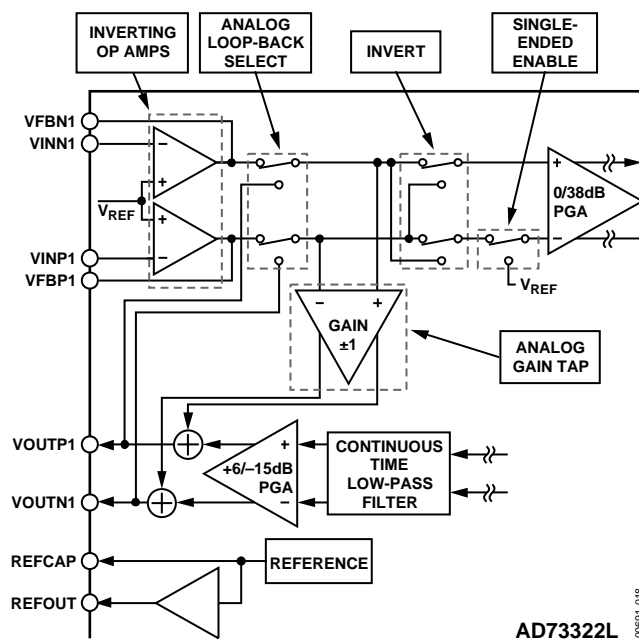 INVERTING
OP AMPS
ANALOG
LOOP-BACK
SELECT
INVERT
SINGLE-
ENDED
ENABLE
VFBN1
VINN1
VREF
VINP1
VFBP1
–
+
+
–
+
0/38dB
PGA
–
VREF
–
+
GAIN
±1
ANALOG
GAIN TAP
VOUTP1
VOUTN1
+
+6/–15dB
PGA
–
CONTINUOUS
TIME
LOW-PASS
FILTER
REFCAP
REFOUT
REFERENCE
AD73322L
00691-018